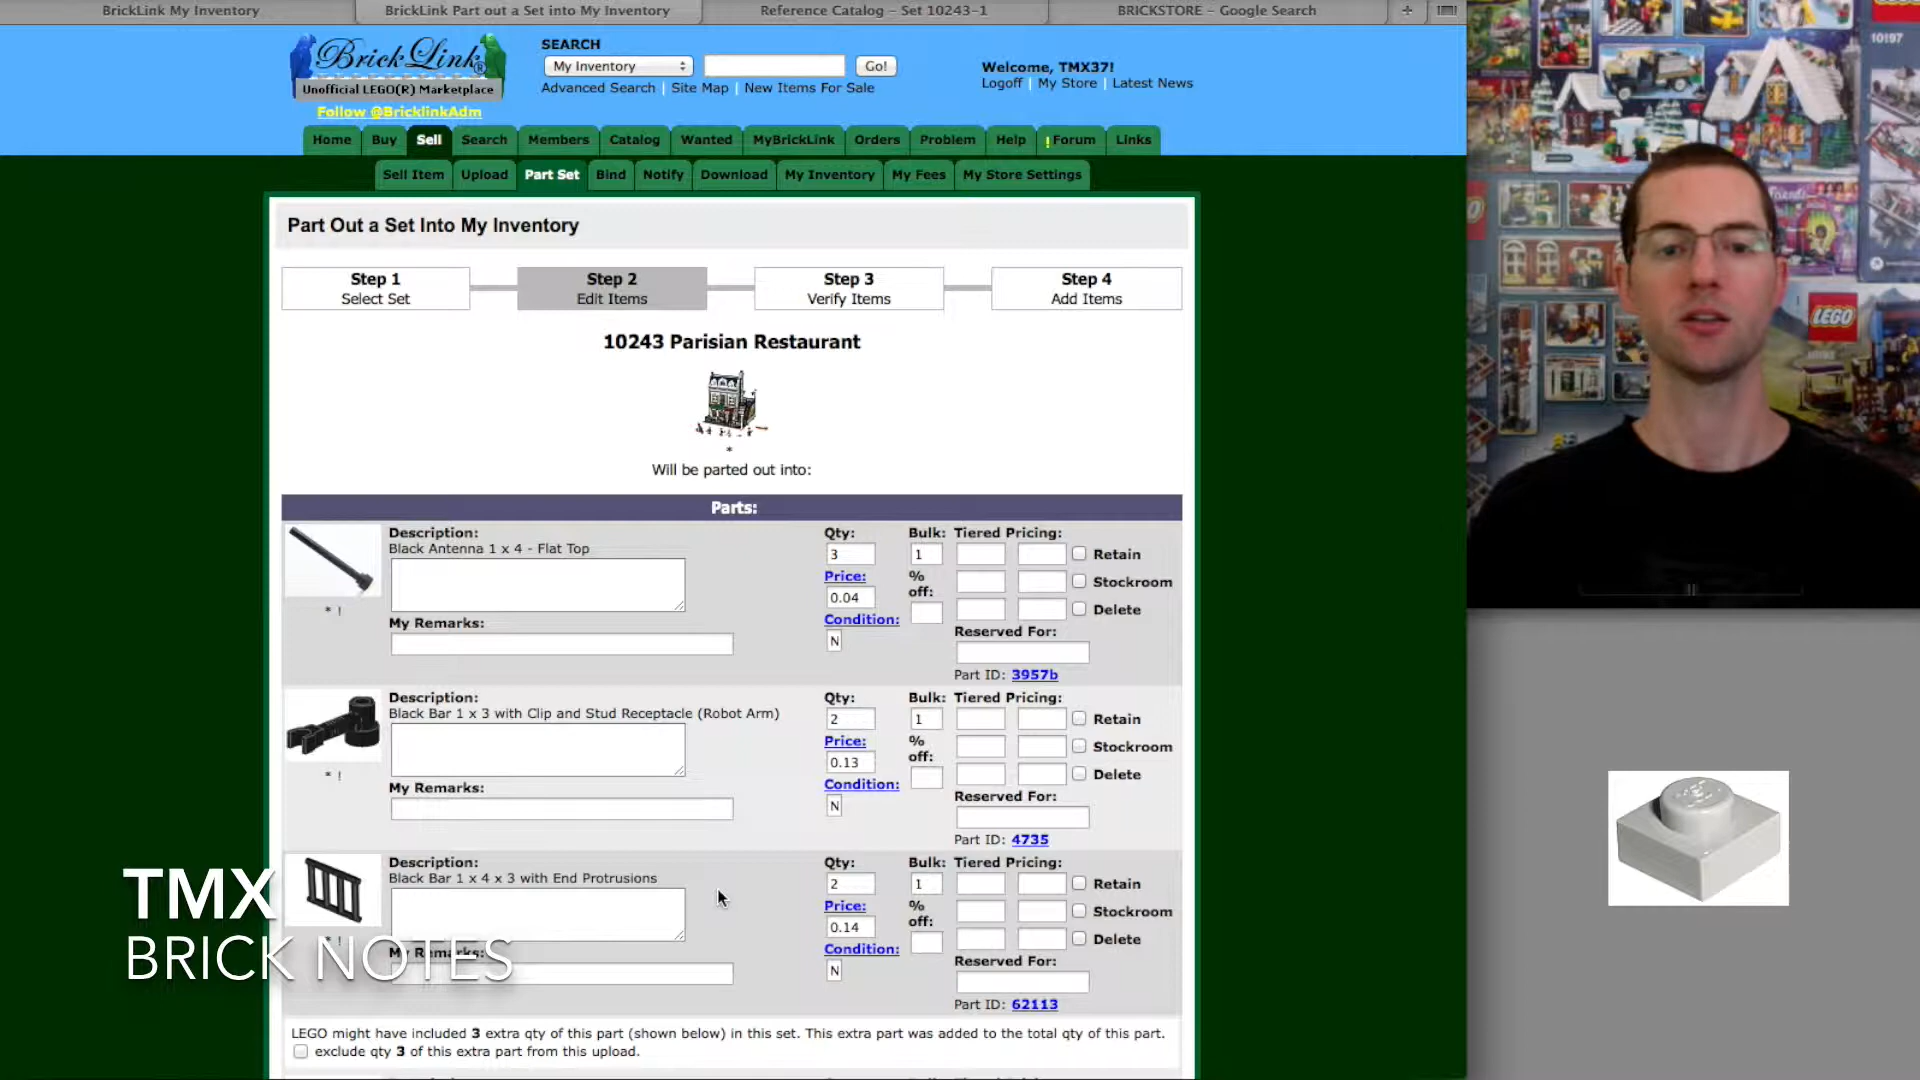 BrickLink My Inventory
BrickLink Part out a Set into My Inventory
Reference Catalog – Set 10243-1
BRICKSTORE – Google Search
+
BrickLink®
Unofficial LEGO(R) Marketplace
Follow @BricklinkAdm
SEARCH
My Inventory
Go!
Advanced Search | Site Map | New Items For Sale
Welcome, TMX37!
Logoff | My Store | Latest News
Home Buy Sell Search Members Catalog Wanted MyBrickLink Orders Problem Help !Forum Links
Sell Item Upload Part Set Bind Notify Download My Inventory My Fees My Store Settings
Part Out a Set Into My Inventory
Step 1
Select Set
Step 2
Edit Items
Step 3
Verify Items
Step 4
Add Items
10243 Parisian Restaurant
*
Will be parted out into:
Parts:
* !
Description:
Black Antenna 1 x 4 - Flat Top
My Remarks:
Qty:
3
Price:
0.04
Condition:
N
Bulk:
1
%
off:
Tiered Pricing:
Retain
Stockroom
Delete
Reserved For:
Part ID: 3957b
* !
Description:
Black Bar 1 x 3 with Clip and Stud Receptacle (Robot Arm)
My Remarks:
Qty:
2
Price:
0.13
Condition:
N
Bulk:
1
%
off:
Tiered Pricing:
Retain
Stockroom
Delete
Reserved For:
Part ID: 4735
* !
Description:
Black Bar 1 x 4 x 3 with End Protrusions
My Remarks:
Qty:
2
Price:
0.14
Condition:
N
Bulk:
1
%
off:
Tiered Pricing:
Retain
Stockroom
Delete
Reserved For:
Part ID: 62113
LEGO might have included 3 extra qty of this part (shown below) in this set. This extra part was added to the total qty of this part.
exclude qty 3 of this extra part from this upload.
TMX
BRICK NOTES
10197
LEGO